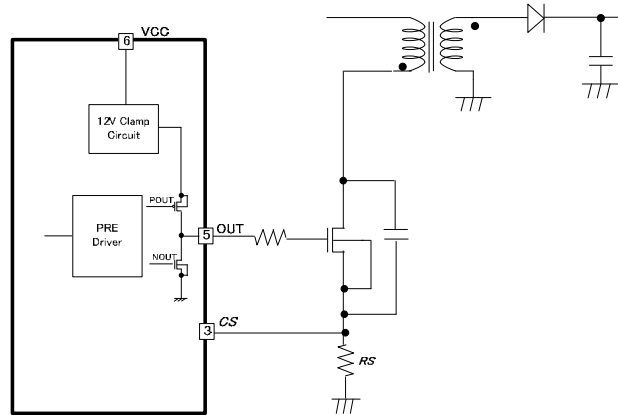 6 VCC
12V Clamp
Circuit
POUT
PRE
Driver
5 OUT
NOUT
3 CS
RS